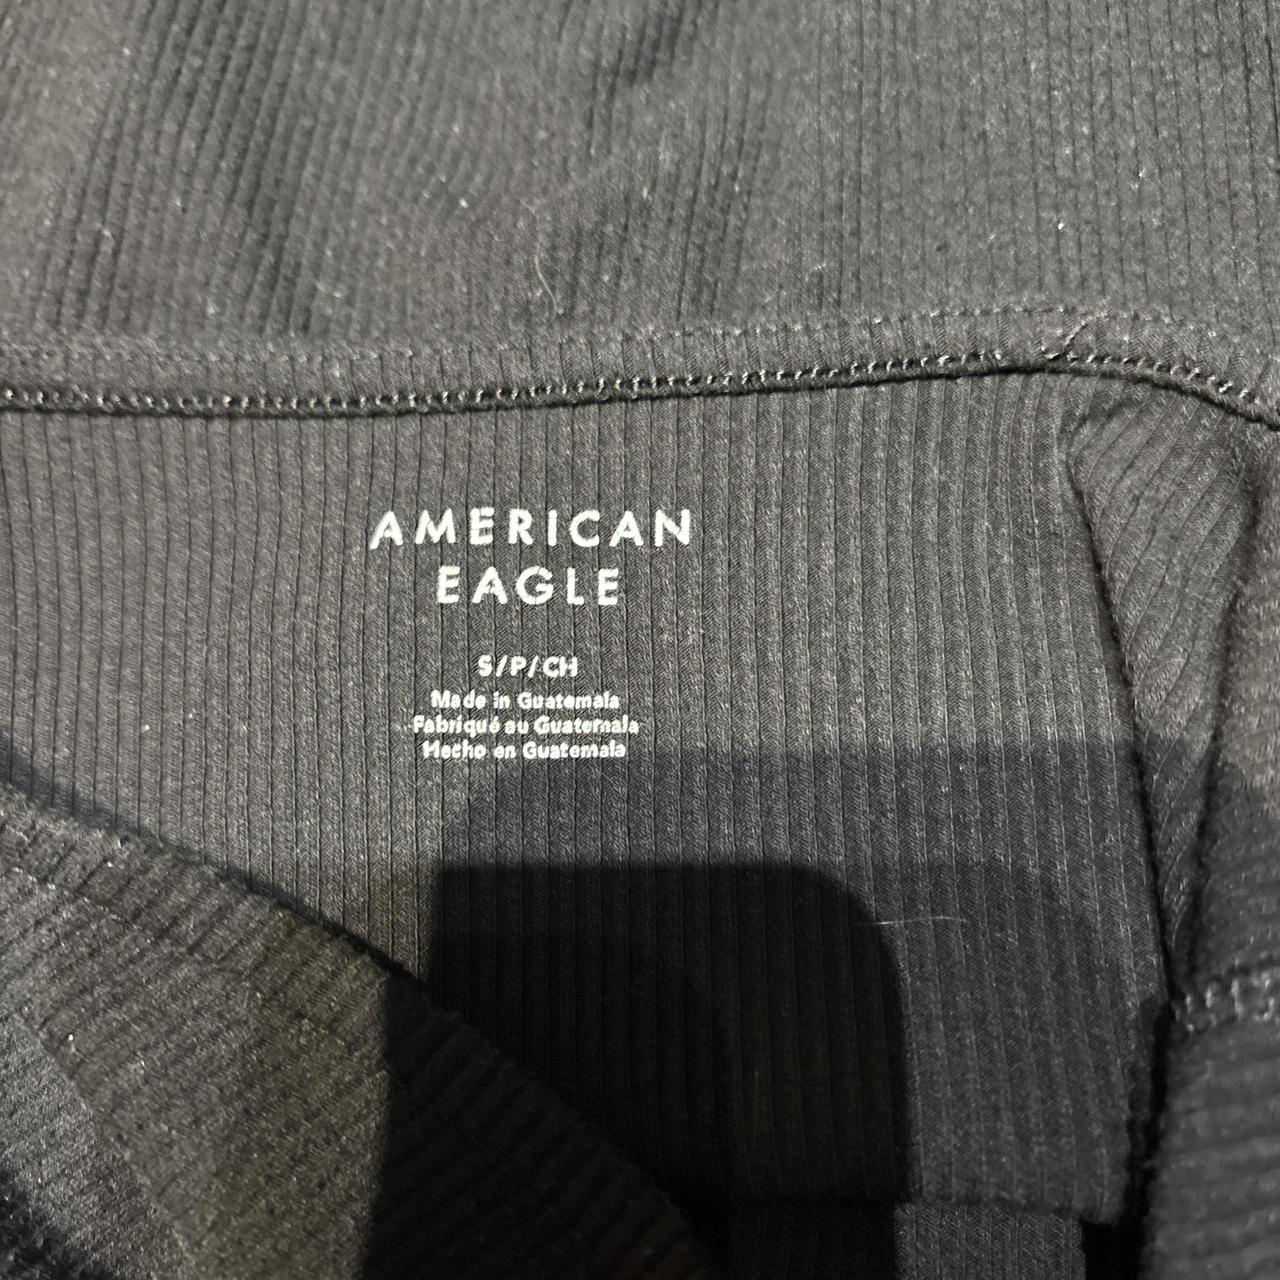 AMERICAN
EAGLE
S/P/CH
Made in Guatemala
Fabriqué au Guatemala
Hecho en Guatemala